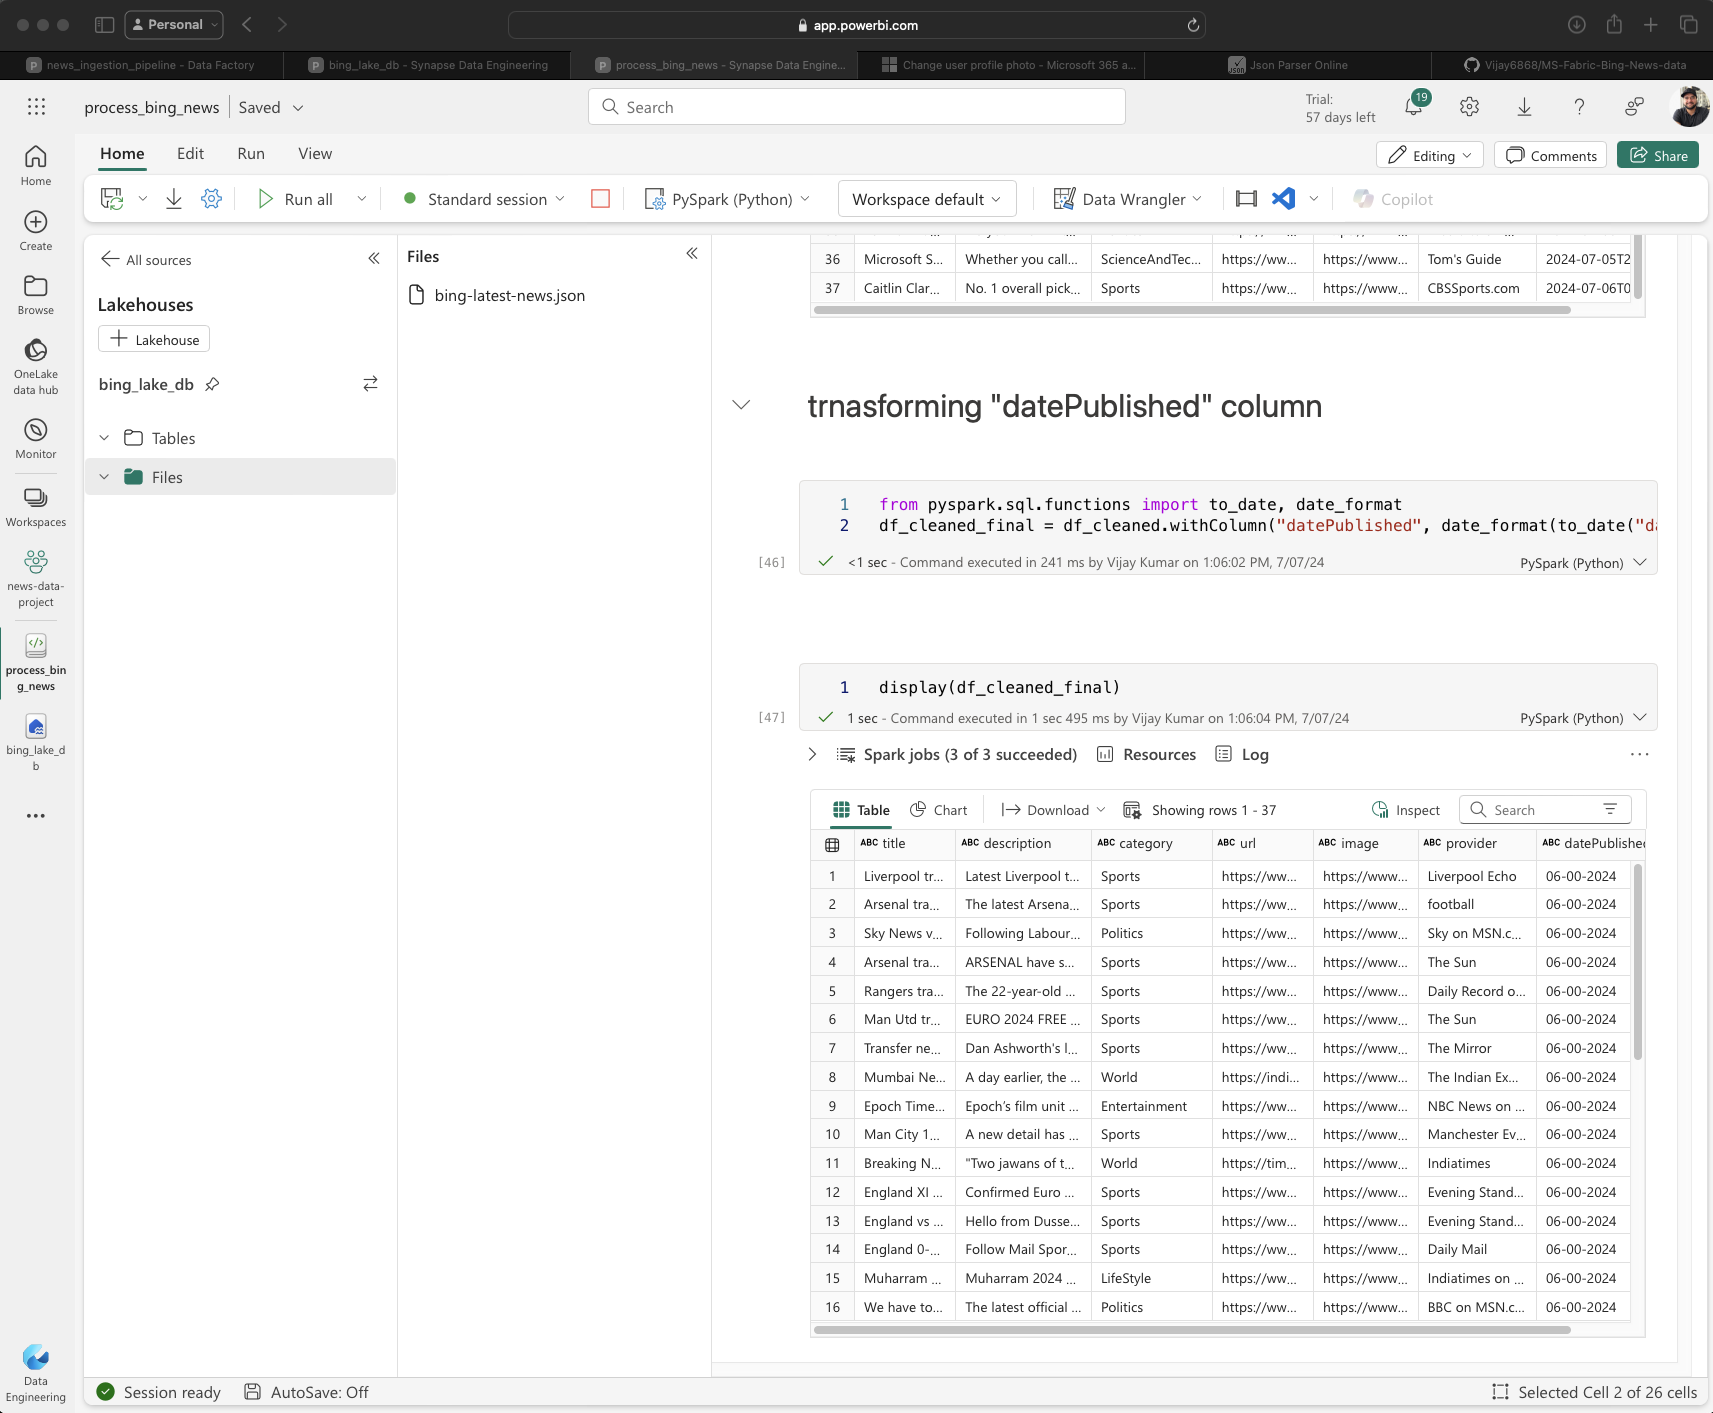 Personal
app.powerbi.com
news_ingestion_pipeline - Data Factory
bing_lake_db - Synapse Data Engineering
process_bing_news - Synapse Data Engine...
Change user profile photo - Microsoft 365 a...
Json Parser Online
Vijay6868/MS-Fabric-Bing-News-data
process_bing_news
Saved
Search
Trial:
57 days left
19
Home
Edit
Run
View
Editing
Comments
Share
Run all
Standard session
PySpark (Python)
Workspace default
Data Wrangler
Copilot
Home
Create
Browse
OneLake
data hub
Monitor
Workspaces
news-data-
project
process_bin
g_news
bing_lake_d
b
Data
Engineering
All sources
Lakehouses
Lakehouse
bing_lake_db
Tables
Files
Files
bing-latest-news.json
36 Microsoft S... Whether you call... ScienceAndTec... https://ww... https://www... Tom's Guide 2024-07-05T2
37 Caitlin Clar... No. 1 overall pick... Sports https://ww... https://www... CBSSports.com 2024-07-06T0
trnasforming "datePublished" column
1 from pyspark.sql.functions import to_date, date_format
2 df_cleaned_final = df_cleaned.withColumn("datePublished", date_format(to_date("da
[46] <1 sec - Command executed in 241 ms by Vijay Kumar on 1:06:02 PM, 7/07/24 PySpark (Python)
1 display(df_cleaned_final)
[47] 1 sec - Command executed in 1 sec 495 ms by Vijay Kumar on 1:06:04 PM, 7/07/24 PySpark (Python)
Spark jobs (3 of 3 succeeded) Resources Log
Table Chart Download Showing rows 1 - 37 Inspect Search
ABC title ABC description ABC category ABC url ABC image ABC provider ABC datePublished
1 Liverpool tr... Latest Liverpool t... Sports https://ww... https://www... Liverpool Echo 06-00-2024
2 Arsenal tra... The latest Arsena... Sports https://ww... https://www... football 06-00-2024
3 Sky News v... Following Labour... Politics https://ww... https://www... Sky on MSN.c... 06-00-2024
4 Arsenal tra... ARSENAL have s... Sports https://ww... https://www... The Sun 06-00-2024
5 Rangers tra... The 22-year-old ... Sports https://ww... https://www... Daily Record o... 06-00-2024
6 Man Utd tr... EURO 2024 FREE ... Sports https://ww... https://www... The Sun 06-00-2024
7 Transfer ne... Dan Ashworth's l... Sports https://ww... https://www... The Mirror 06-00-2024
8 Mumbai Ne... A day earlier, the ... World https://indi... https://www... The Indian Ex... 06-00-2024
9 Epoch Time... Epoch's film unit ... Entertainment https://ww... https://www... NBC News on ... 06-00-2024
10 Man City 1... A new detail has ... Sports https://ww... https://www... Manchester Ev... 06-00-2024
11 Breaking N... "Two jawans of t... World https://tim... https://www... Indiatimes 06-00-2024
12 England XI ... Confirmed Euro ... Sports https://ww... https://www... Evening Stand... 06-00-2024
13 England vs ... Hello from Dusse... Sports https://ww... https://www... Evening Stand... 06-00-2024
14 England 0-... Follow Mail Spor... Sports https://ww... https://www... Daily Mail 06-00-2024
15 Muharram ... Muharram 2024 ... LifeStyle https://ww... https://www... Indiatimes on ... 06-00-2024
16 We have to... The latest official ... Politics https://ww... https://www... BBC on MSN.c... 06-00-2024
Session ready
AutoSave: Off
Selected Cell 2 of 26 cells